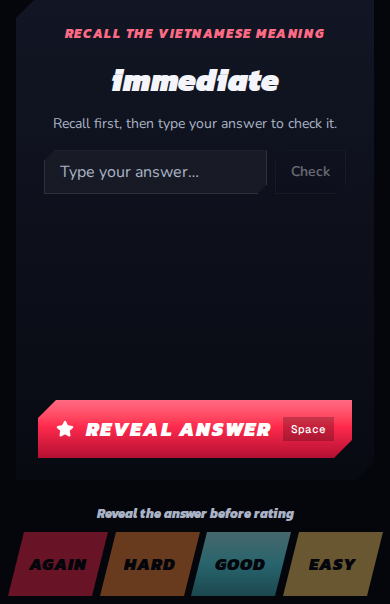 RECALL THE VIETNAMESE MEANING
immediate
Recall first, then type your answer to check it.
Type your answer... Check
REVEAL ANSWER Space
Reveal the answer before rating
AGAIN HARD GOOD EASY